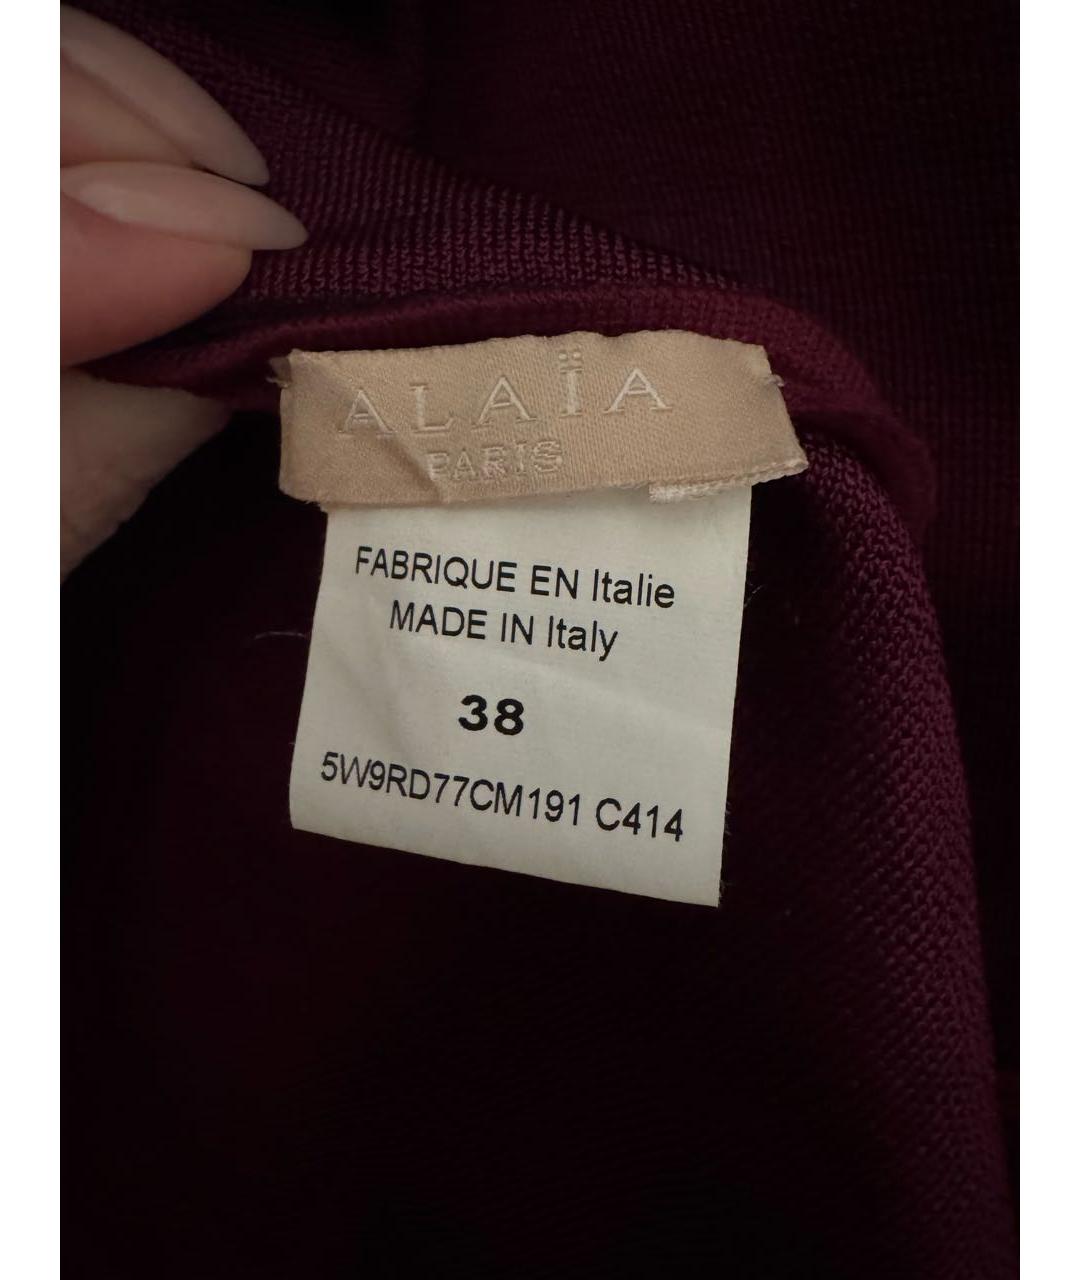 ALAÏA
PARIS
FABRIQUE EN Italie
MADE IN Italy
38
5W9RD77CM191 C414